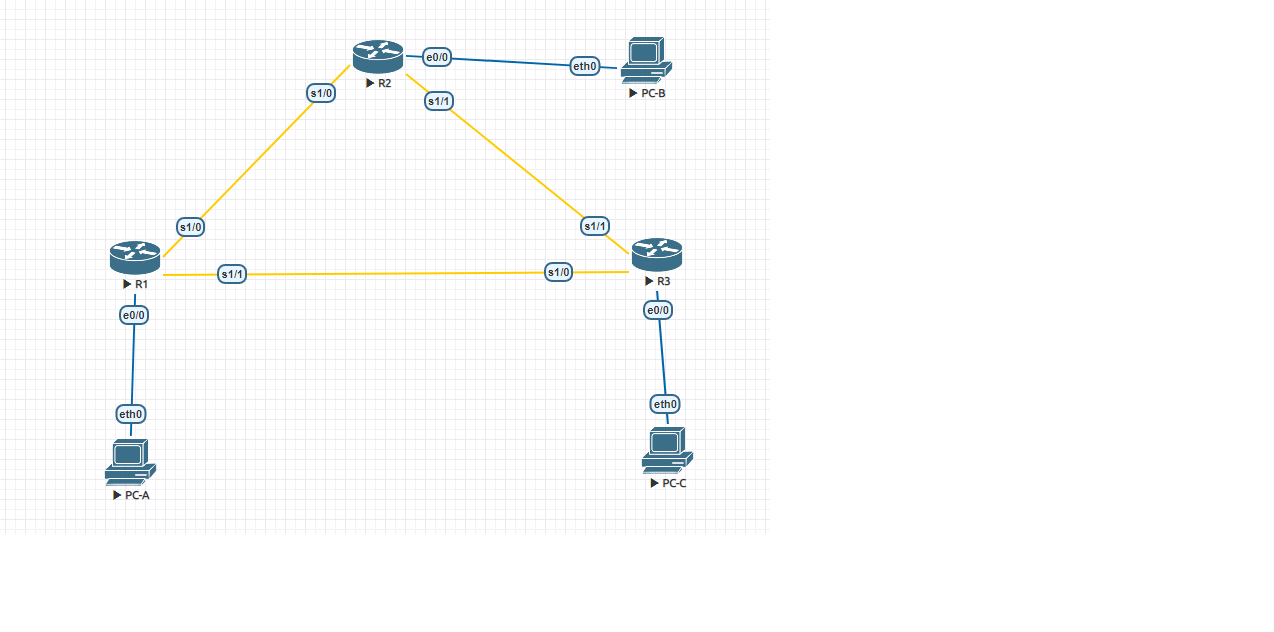 e0/0
eth0
R2
s1/0
PC-B
s1/1
s1/0
s1/1
s1/1
s1/0
R1
R3
e0/0
e0/0
eth0
eth0
PC-A
PC-C